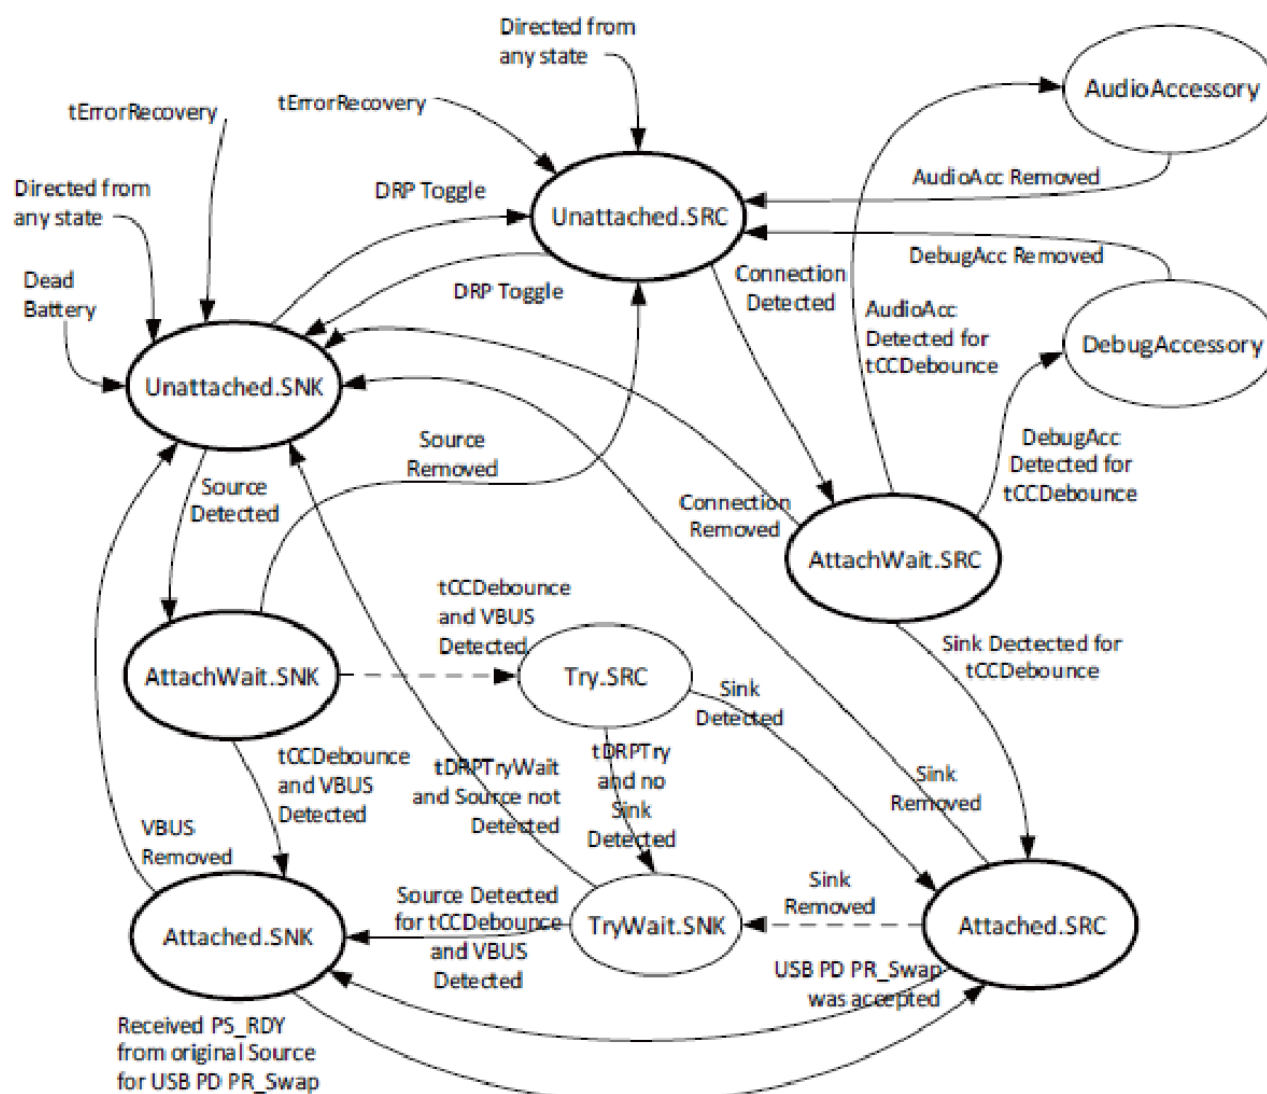 Directed from
any state
AudioAccessory
tErrorRecovery
tErrorRecovery
AudioAcc Removed
DRP Toggle
Directed from
any state
Unattached.SRC
DebugAcc Removed
Connection
Detected
Dead
Battery
DRP Toggle
AudioAcc
Detected for
tCCDebounce
DebugAccessory
Unattached.SNK
Source
Removed
DebugAcc
Detected for
tCCDebounce
Source
Detected
Connection
Removed
AttachWait.SRC
tCCDebounce
and VBUS
Detected
Sink Dectected for
tCCDebounce
AttachWait.SNK
Try.SRC
Sink
Detected
tCCDebounce
and VBUS
Detected
tDRPTryWait
and Source not
Detected
tDRPTry
and no
Sink
Detected
Sink
Removed
VBUS
Removed
Source Detected
for tCCDebounce
and VBUS
Detected
Sink
Removed
Attached.SNK
TryWait.SNK
Attached.SRC
USB PD PR_Swap
was accepted
Received PS_RDY
from original Source
for USB PD PR_Swap